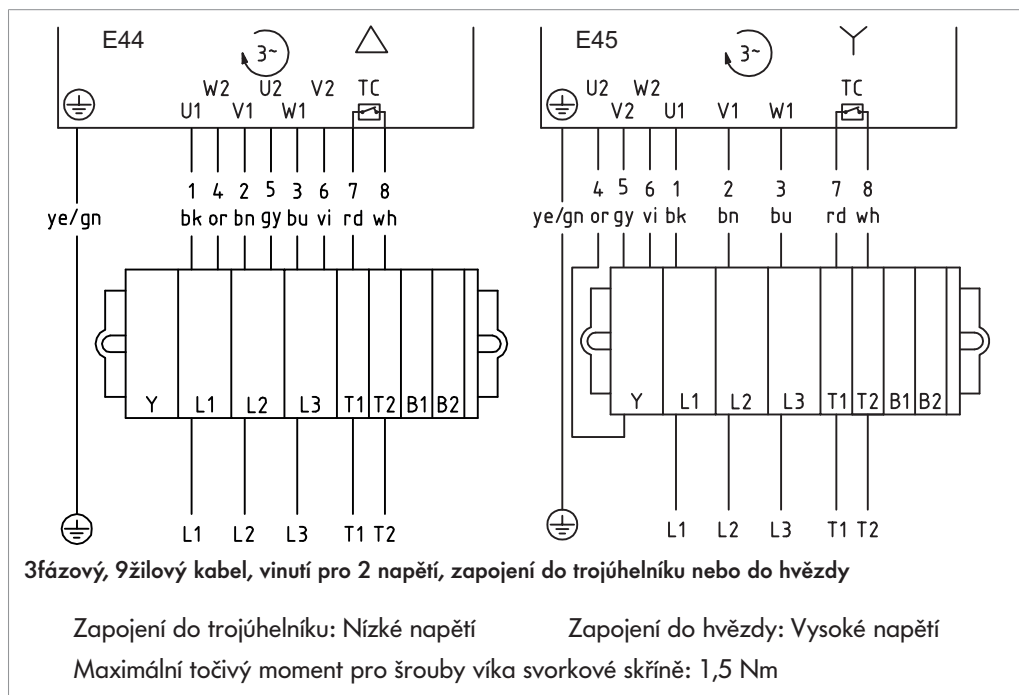 E44 3~ E45 3~
W2 U2 V2 TC U2 W2 TC
U1 V1 W1 V2 U1 V1 W1
1 4 2 5 3 6 7 8 4 5 6 1 2 3 7 8
ye/gn bk or bn gy bu vi rd wh ye/gn or gy vi bk bn bu rd wh
Y L1 L2 L3 T1 T2 B1 B2 Y L1 L2 L3 T1 T2 B1 B2
L1 L2 L3 T1 T2 L1 L2 L3 T1 T2
3fázový, 9žilový kabel, vinutí pro 2 napětí, zapojení do trojúhelníku nebo do hvězdy
Zapojení do trojúhelníku: Nízké napětí Zapojení do hvězdy: Vysoké napětí
Maximální točivý moment pro šrouby víka svorkové skříně: 1,5 Nm